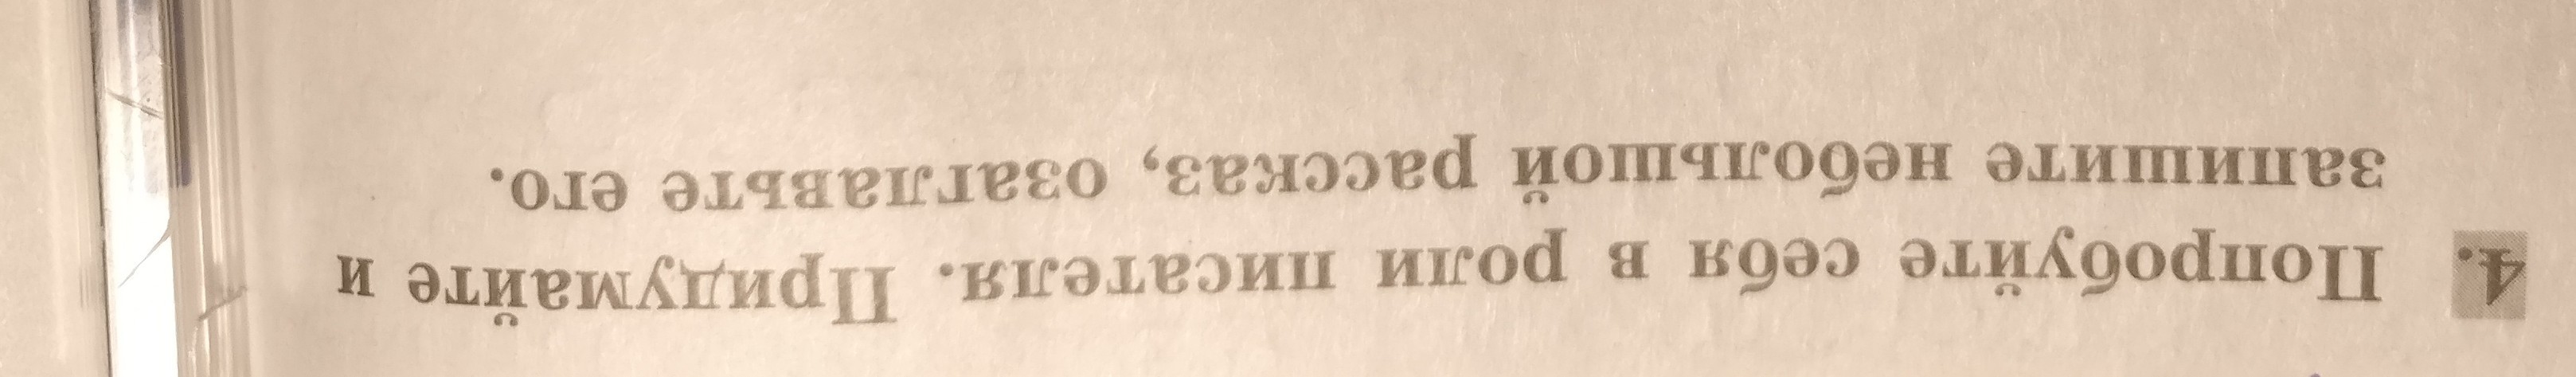 4. Попробуйте себя в роли писателя. Придумайте и
запишите небольшой рассказ, озаглавьте его.